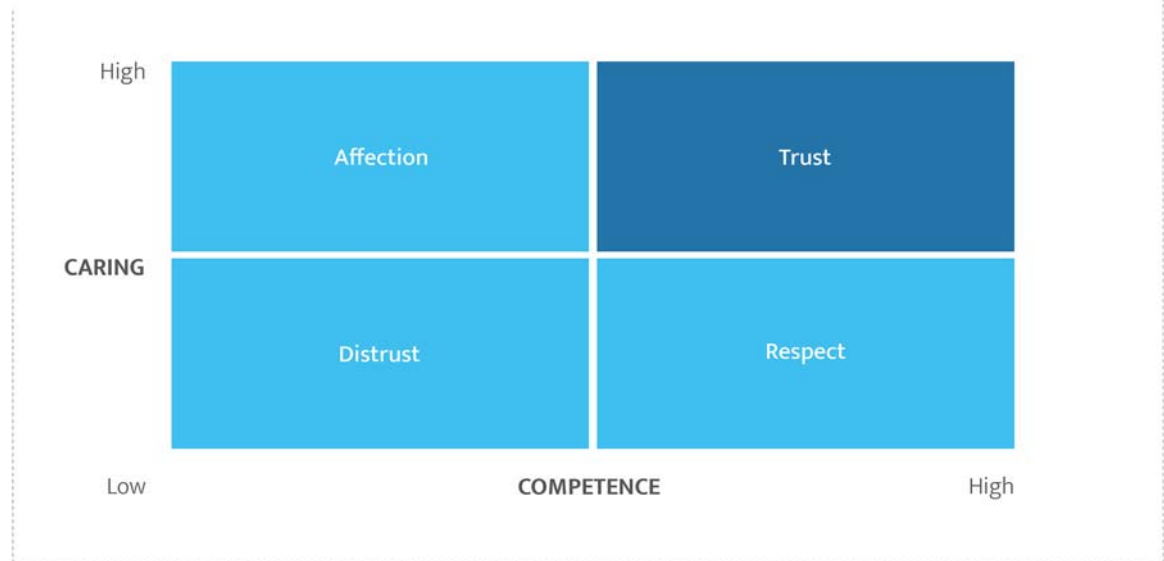 High
Affection
Trust
CARING
Distrust
Respect
Low
COMPETENCE
High